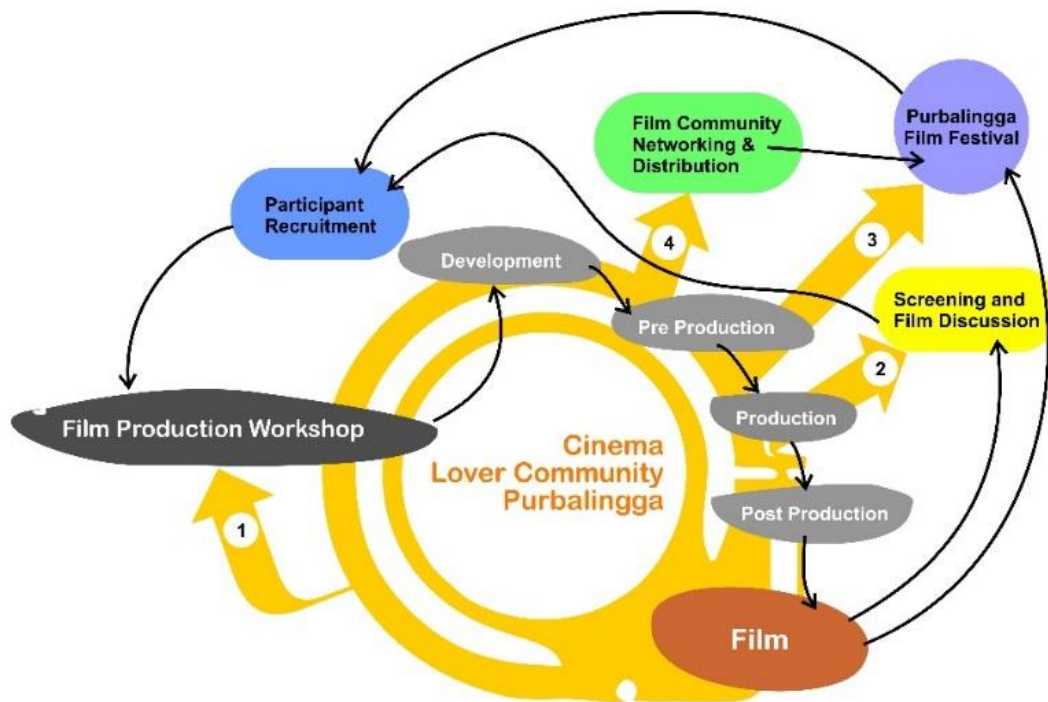 Purbalingga
Film Festival
Film Community
Networking &
Distribution
Participant
Recruitment
4
3
Development
Screening and
Film Discussion
Pre Production
2
Production
Film Production Workshop
Cinema
Lover Community
Purbalingga
Post Production
1
Film